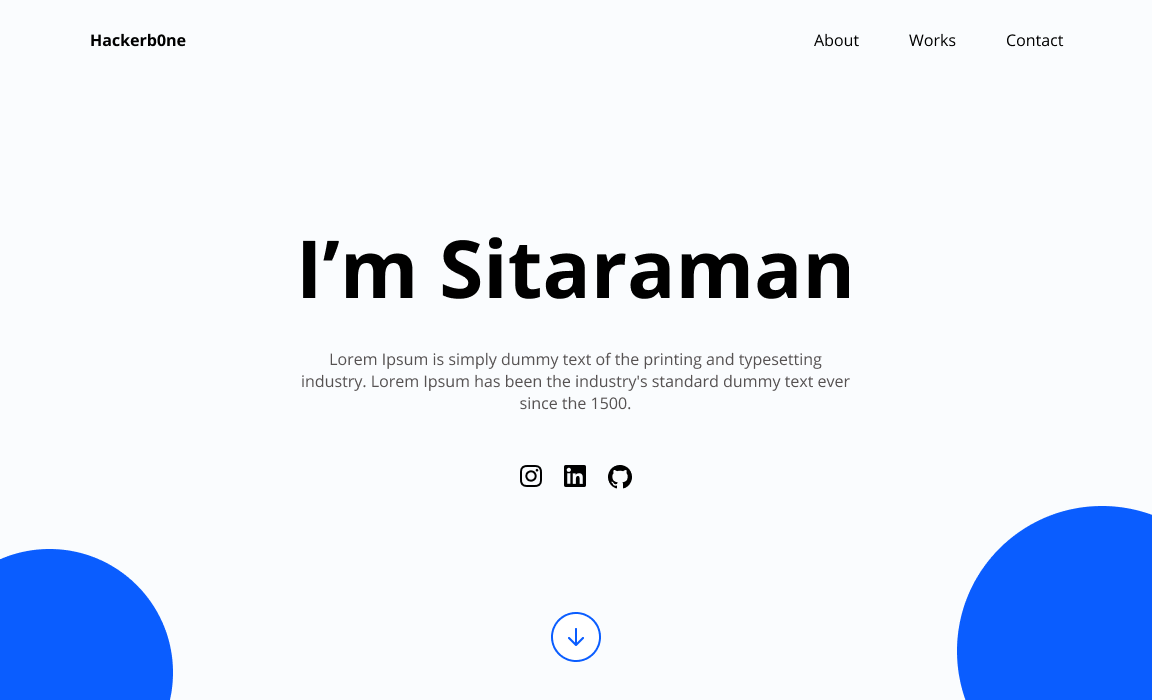 Hackerb0ne
About
Works
Contact
I’m Sitaraman
Lorem Ipsum is simply dummy text of the printing and typesetting
industry. Lorem Ipsum has been the industry's standard dummy text ever
since the 1500.